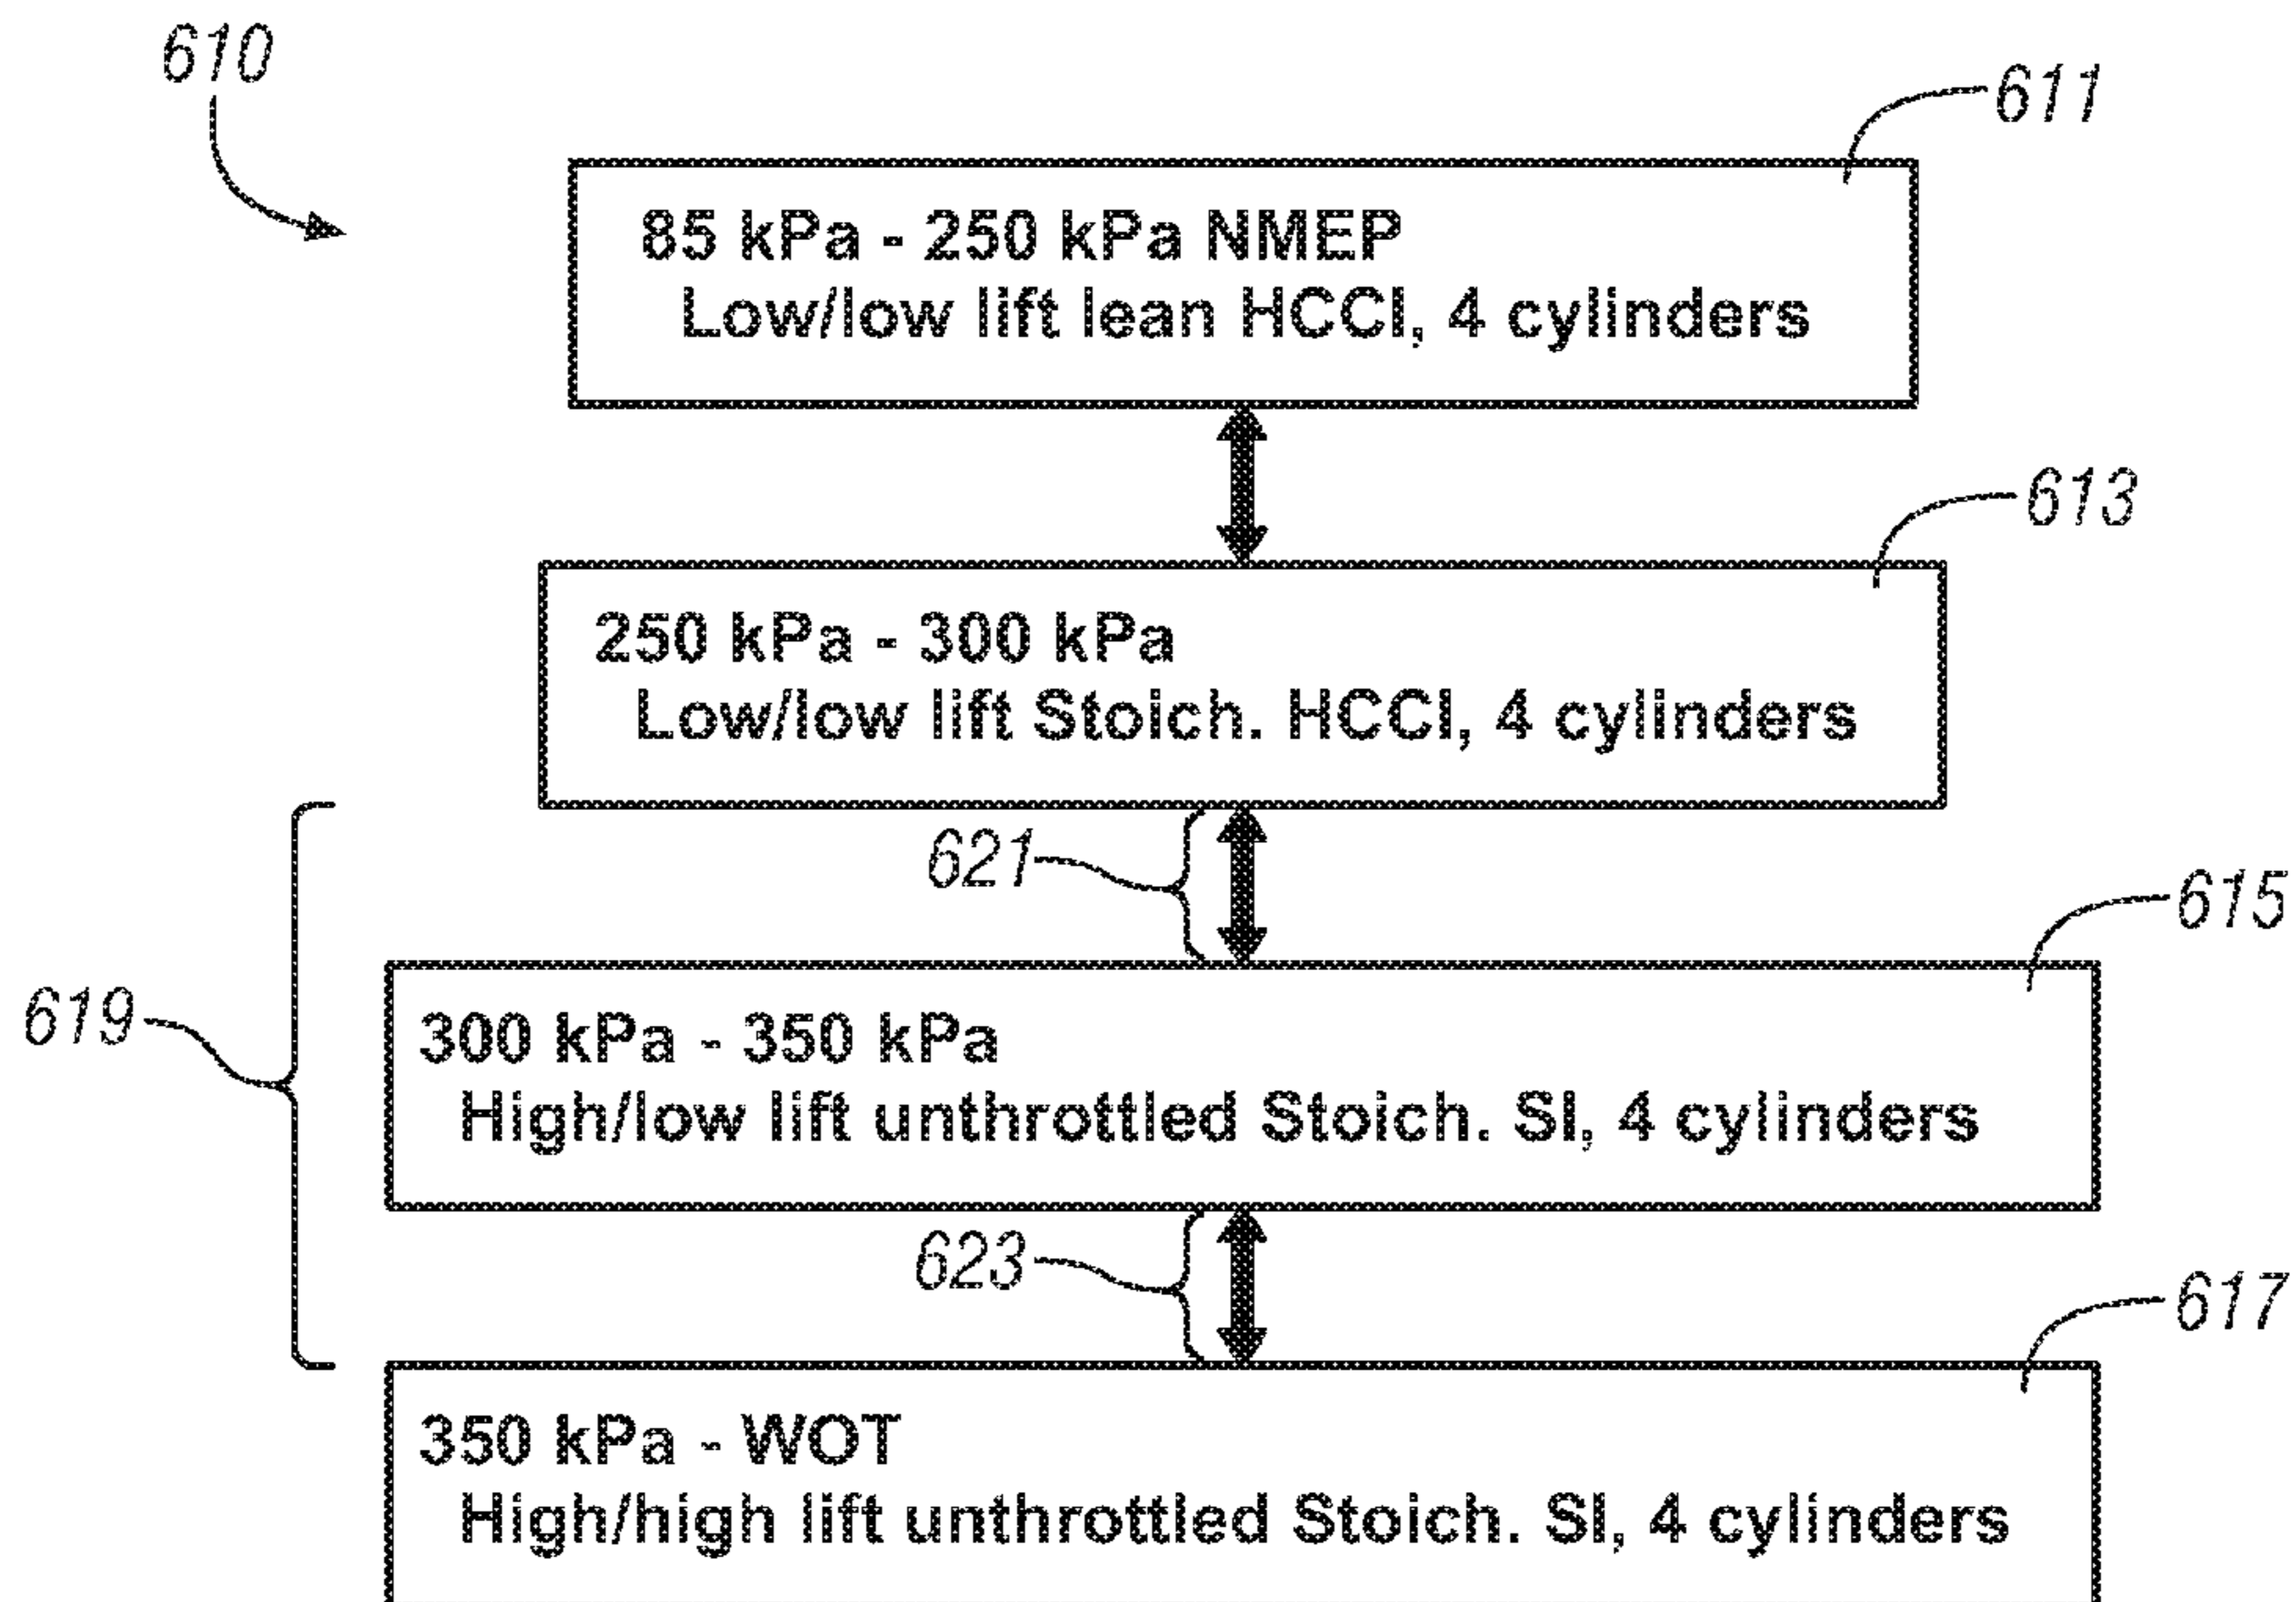 610
611
85 kPa - 250 kPa NMEP
Low/low lift lean HCCI, 4 cylinders
613
250 kPa - 300 kPa
Low/low lift Stoich. HCCI, 4 cylinders
621
615
619
300 kPa - 350 kPa
High/low lift unthrottled Stoich. SI, 4 cylinders
623
617
350 kPa - WOT
High/high lift unthrottled Stoich. SI, 4 cylinders